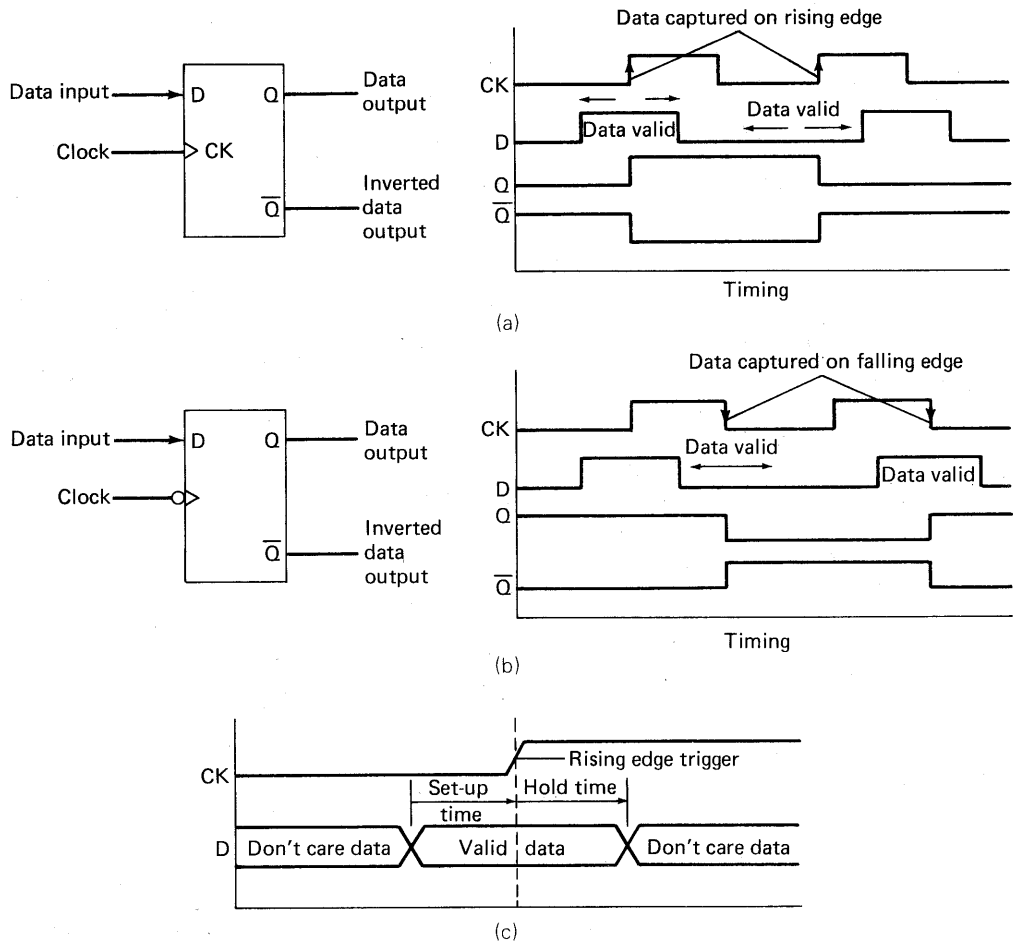 Data captured on rising edge
Data input
D
Q
Data
output
Clock
CK
Q
Inverted
data
output
CK
Data valid
Data valid
D
Q
Q
Timing
(a)
Data captured on falling edge
Data input
D
Q
Data
output
Clock
Q
Inverted
data
output
CK
Data valid
Data valid
D
Q
Q
Timing
(b)
CK
Rising edge trigger
Set-up
time
Hold time
D
Don't care data
Valid data
Don't care data
(c)